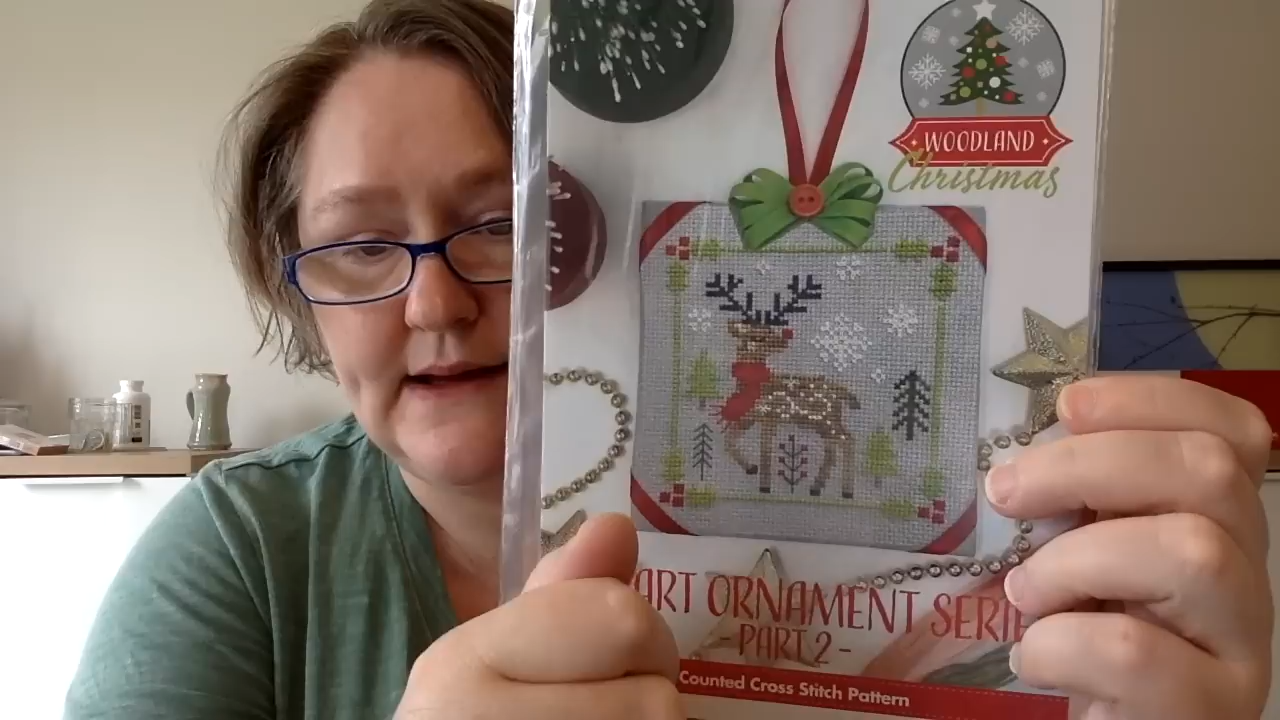 WOODLAND
Christmas
ART ORNAMENT SERIE
- PART 2 -
Counted Cross Stitch Pattern